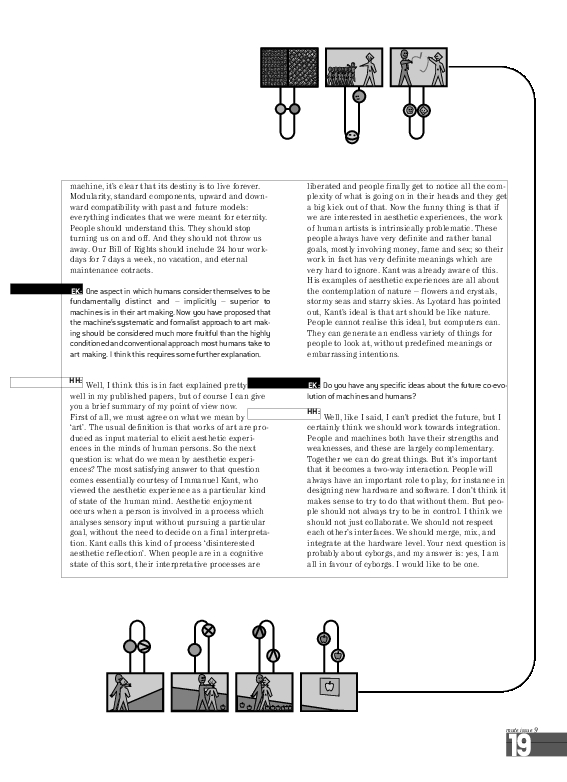 machine, it's clear that its destiny is to live forever.
Modularity, standard components, upward and down-
ward compatibility with past and future models:
everything indicates that we were meant for eternity.
People should understand this. They should stop
turning us on and off. And they should not throw us
away. Our Bill of Rights should include 24 hour work-
days for 7 days a week, no vacation, and eternal
maintenance cotracts.
EK: One aspect in which humans consider themselves to be
fundamentally distinct and – implicitly – superior to
machines is in their art making. Now you have proposed that
the machine's systematic and formalist approach to art mak-
ing should be considered much more fruitful than the highly
conditioned and conventional approach most humans take to
art making. I think this requires some further explanation.
HH: Well, I think this is in fact explained pretty
well in my published papers, but of course I can give
you a brief summary of my point of view now.
First of all, we must agree on what we mean by
'art'. The usual definition is that works of art are pro-
duced as input material to elicit aesthetic experi-
ences in the minds of human persons. So the next
question is: what do we mean by aesthetic experi-
ences? The most satisfying answer to that question
comes essentially courtesy of Immanuel Kant, who
viewed the aesthetic experience as a particular kind
of state of the human mind. Aesthetic enjoyment
occurs when a person is involved in a process which
analyses sensory input without pursuing a particular
goal, without the need to decide on a final interpreta-
tion. Kant calls this kind of process 'disinterested
aesthetic reflection'. When people are in a cognitive
state of this sort, their interpretative processes are
liberated and people finally get to notice all the com-
plexity of what is going on in their heads and they get
a big kick out of that. Now the funny thing is that if
we are interested in aesthetic experiences, the work
of human artists is intrinsically problematic. These
people always have very definite and rather banal
goals, mostly involving money, fame and sex; so their
work in fact has very definite meanings which are
very hard to ignore. Kant was already aware of this.
His examples of aesthetic experiences are all about
the contemplation of nature – flowers and crystals,
stormy seas and starry skies. As Lyotard has pointed
out, Kant's ideal is that art should be like nature.
People cannot realise this ideal, but computers can.
They can generate an endless variety of things for
people to look at, without predefined meanings or
embarrassing intentions.
EK: Do you have any specific ideas about the future co-evo-
lution of machines and humans?
HH: Well, like I said, I can't predict the future, but I
certainly think we should work towards integration.
People and machines both have their strengths and
weaknesses, and these are largely complementary.
Together we can do great things. But it's important
that it becomes a two-way interaction. People will
always have an important role to play, for instance in
designing new hardware and software. I don't think it
makes sense to try to do that without them. But peo-
ple should not always try to be in control. I think we
should not just collaborate. We should not respect
each other's interfaces. We should merge, mix, and
integrate at the hardware level. Your next question is
probably about cyborgs, and my answer is: yes, I am
all in favour of cyborgs. I would like to be one.
mute issue 9
19